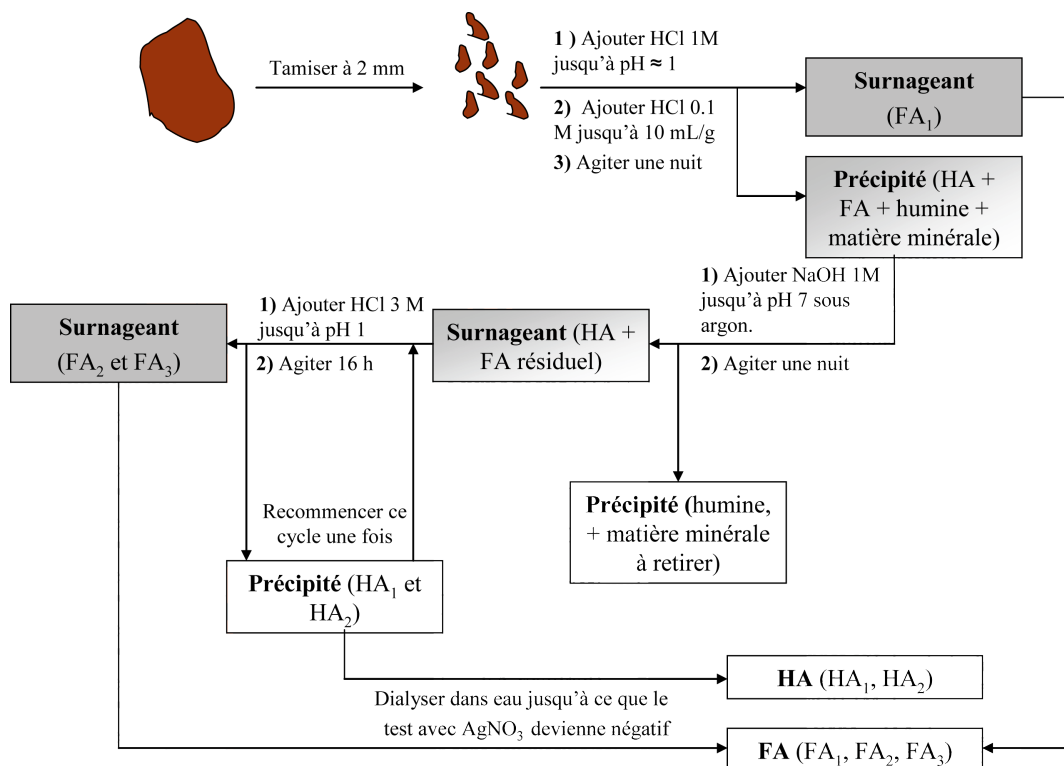 Tamiser à 2 mm
1 ) Ajouter HCl 1M
jusqu'à pH ≈ 1
2) Ajouter HCl 0.1
M jusqu'à 10 mL/g
3) Agiter une nuit
Surnageant
(FA₁)
Précipité (HA +
FA + humine +
matière minérale)
1) Ajouter NaOH 1M
jusqu'à pH 7 sous
argon.
2) Agiter une nuit
Surnageant (HA +
FA résiduel)
1) Ajouter HCl 3 M
jusqu'à pH 1
2) Agiter 16 h
Surnageant
(FA₂ et FA₃)
Précipité (humine,
+ matière minérale
à retirer)
Recommencer ce
cycle une fois
Précipité (HA₁ et
HA₂)
HA (HA₁, HA₂)
Dialyser dans eau jusqu'à ce que le
test avec AgNO₃ devienne négatif
FA (FA₁, FA₂, FA₃)